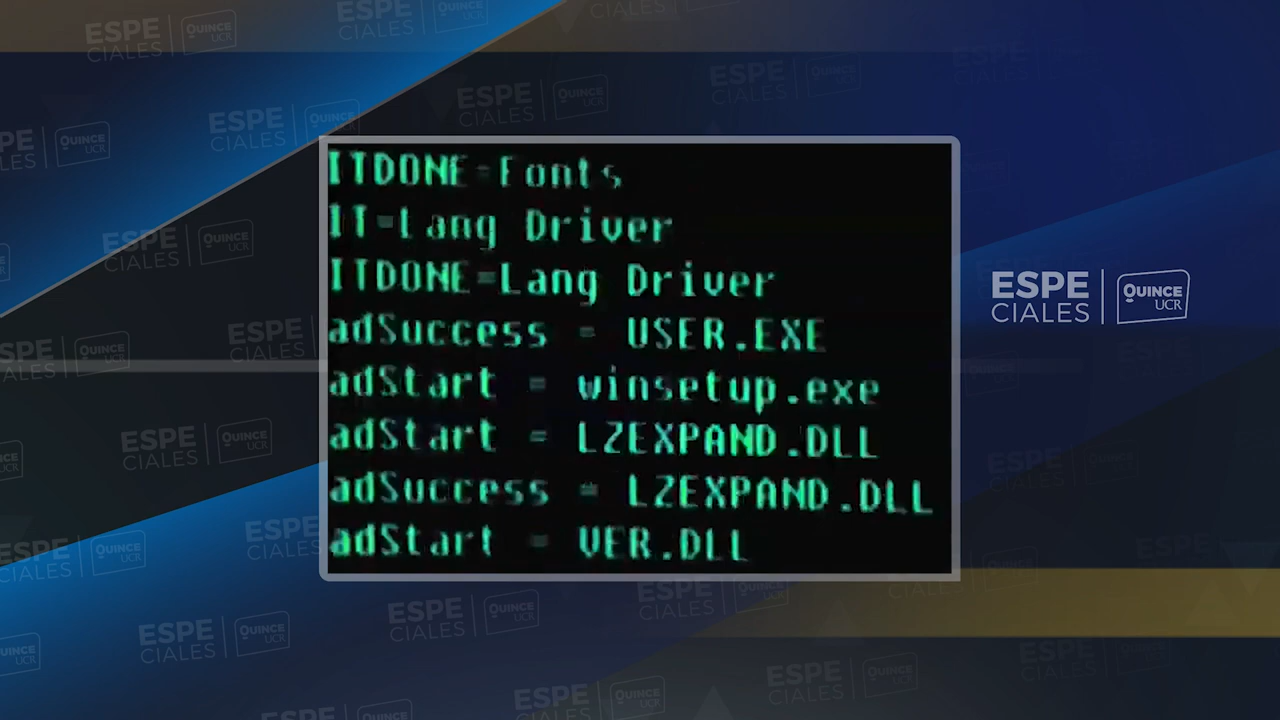 ITDONE=Fonts
IT=Lang Driver
ITDONE=Lang Driver
adSuccess = USER.EXE
adStart = winsetup.exe
adStart = LZEXPAND.DLL
adSuccess = LZEXPAND.DLL
adStart = VER.DLL
ESPE
CIALES
QUINCE
UCR